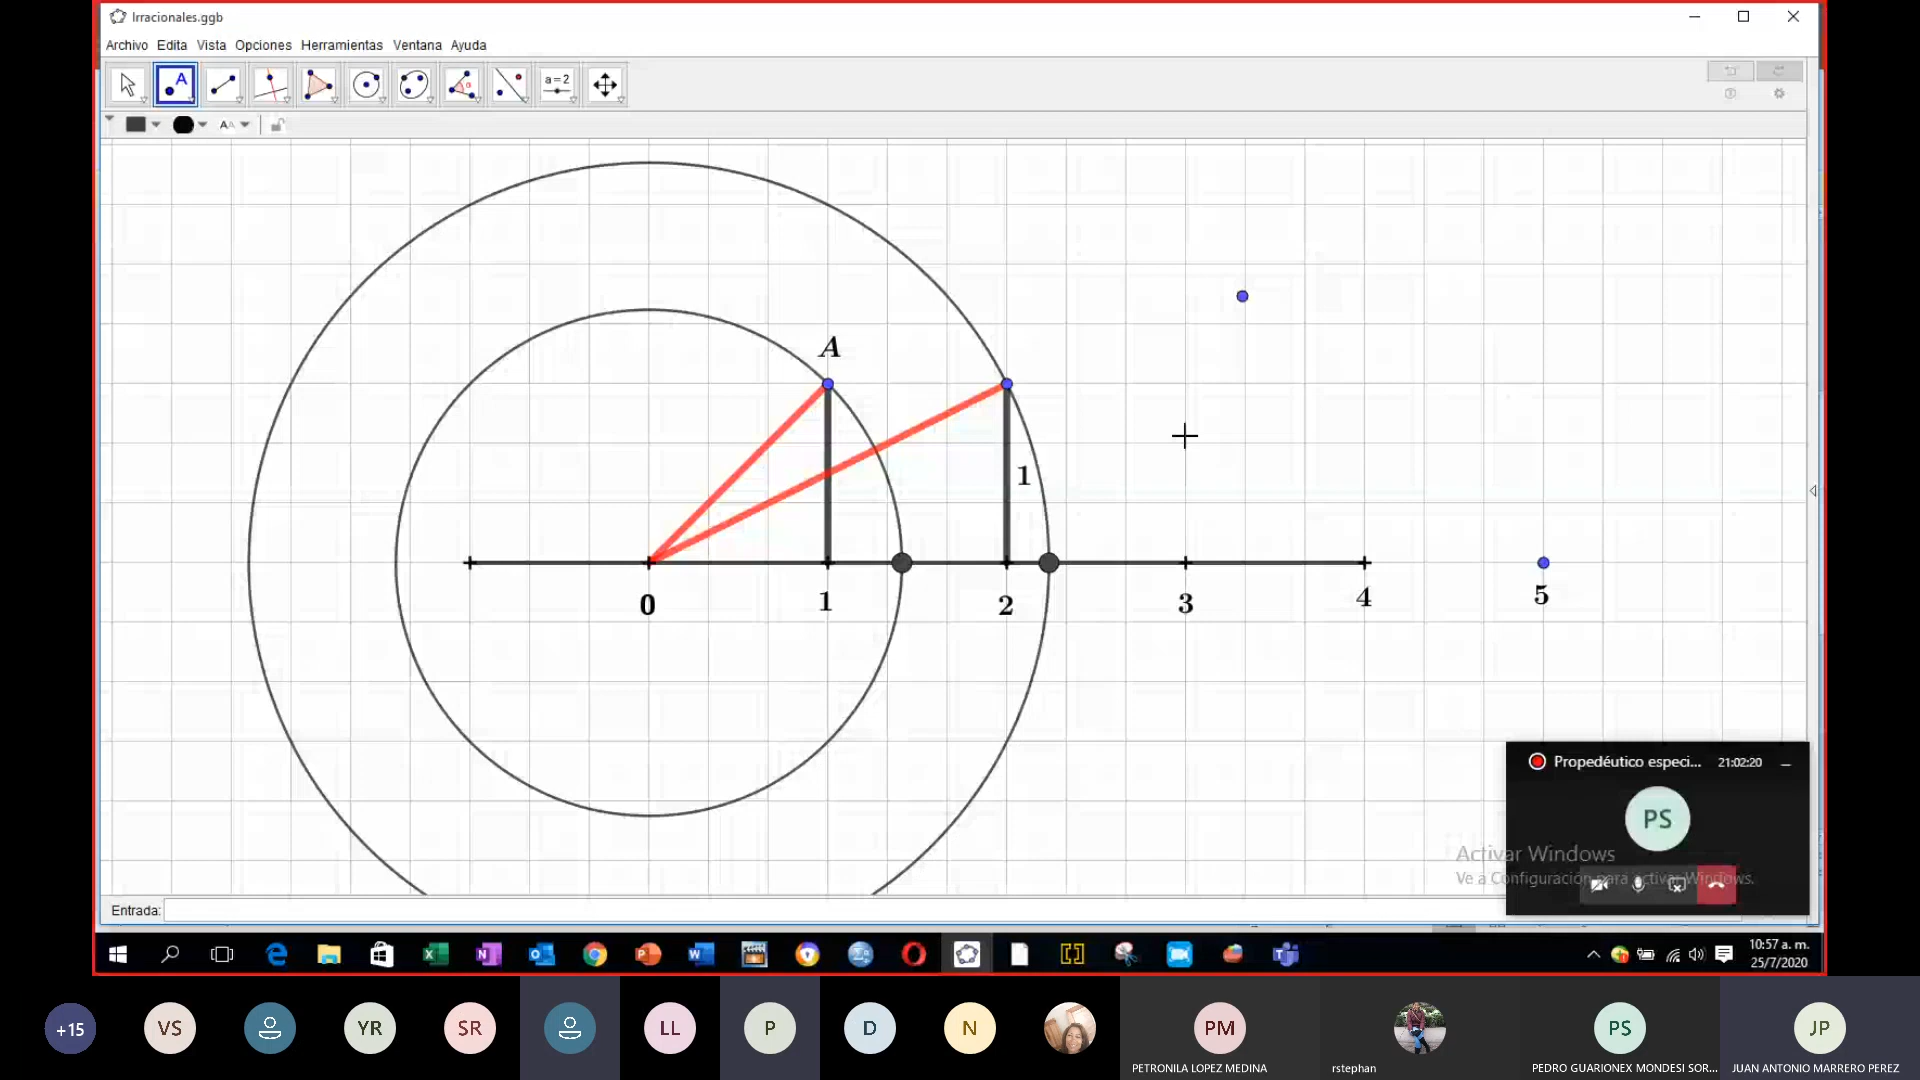 Irracionales.ggb
Archivo Edita Vista Opciones Herramientas Ventana Ayuda
A
a=2
AA
A
1
0 1 2 3 4 5
Propedéutico especi... 21:02:20
PS
Activar Windows
Ve a Configuración para activar Windows.
Entrada:
10:57 a. m.
25/7/2020
+15 VS YR SR LL P D N PM PS JP
PETRONILA LOPEZ MEDINA rstephan PEDRO GUARIONEX MONDESI SOR... JUAN ANTONIO MARRERO PEREZ